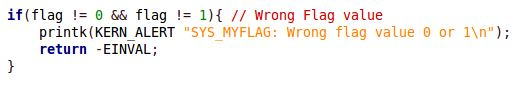 if(flag != 0 && flag != 1){ // Wrong Flag value
    printk(KERN_ALERT "SYS_MYFLAG: Wrong flag value 0 or 1\n");
    return -EINVAL;
}